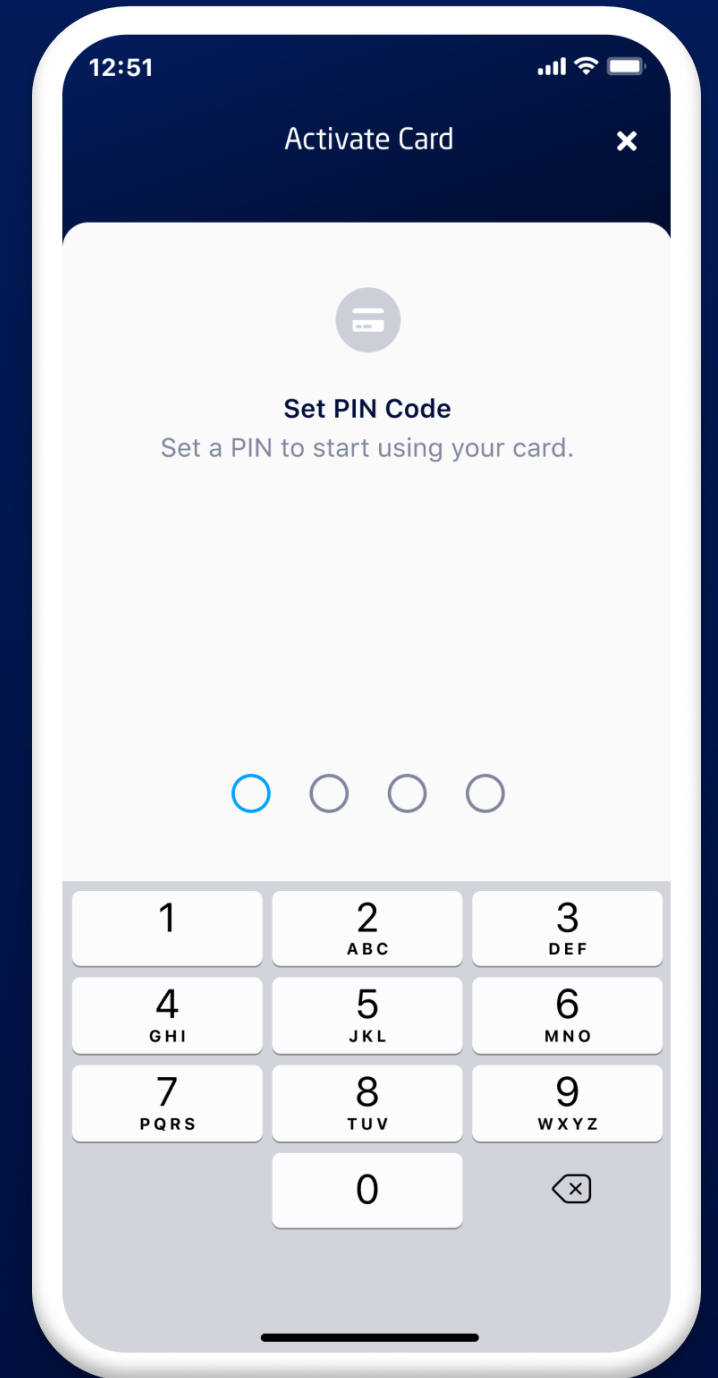 12:51
Activate Card
Set PIN Code
Set a PIN to start using your card.
1 2 3
ABC DEF
4 5 6
GHI JKL MNO
7 8 9
PQRS TUV WXYZ
0